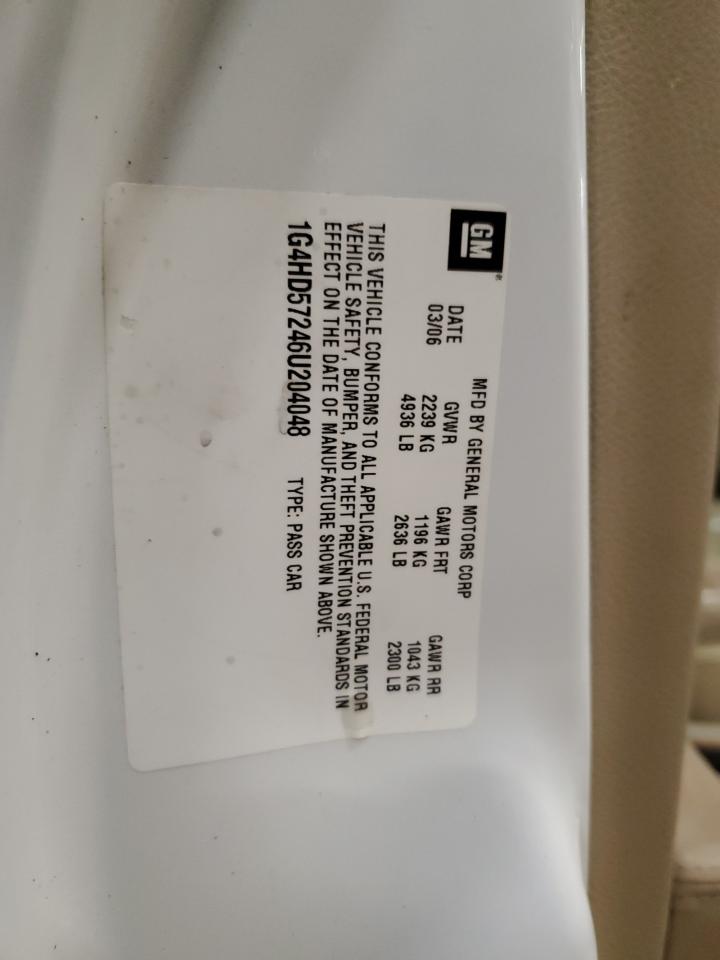 GM®
MFD BY GENERAL MOTORS CORP
DATE GVWR GAWR FRT GAWR RR
03/06 2239 KG 1196 KG 1043 KG
4936 LB 2636 LB 2300 LB
THIS VEHICLE CONFORMS TO ALL APPLICABLE U.S. FEDERAL MOTOR
VEHICLE SAFETY, BUMPER, AND THEFT PREVENTION STANDARDS IN
EFFECT ON THE DATE OF MANUFACTURE SHOWN ABOVE.
1G4HD57246U204048 TYPE: PASS CAR